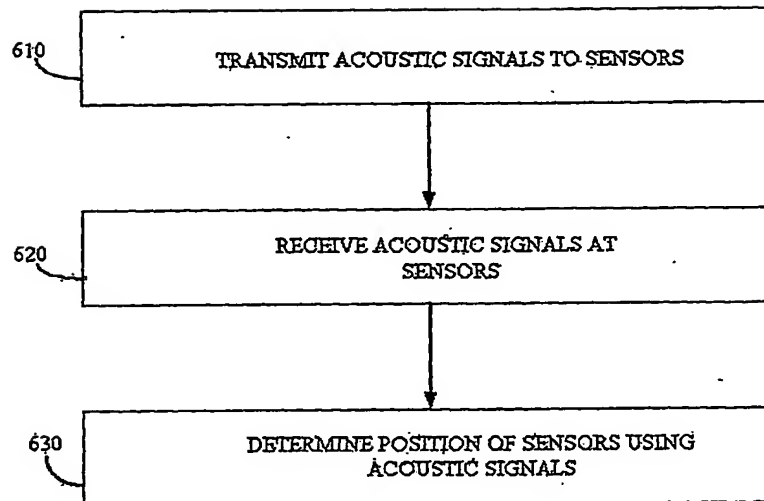 610
TRANSMIT ACOUSTIC SIGNALS TO SENSORS
620
RECEIVE ACOUSTIC SIGNALS AT
SENSORS
630
DETERMINE POSITION OF SENSORS USING
ACOUSTIC SIGNALS